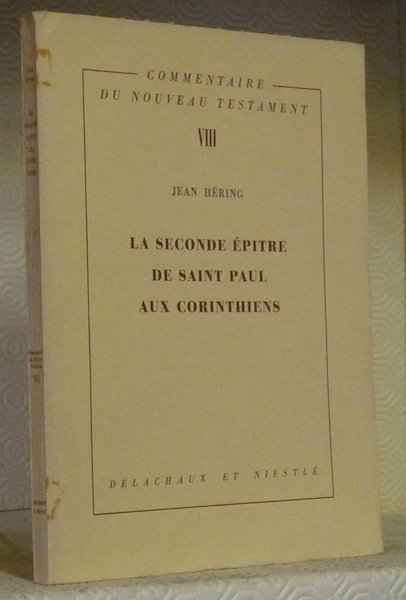 COMMENTAIRE
DU NOUVEAU TESTAMENT
VIII
JEAN HÉRING
LA SECONDE ÉPITRE
DE SAINT PAUL
AUX CORINTHIENS
DELACHAUX ET NIESTLÉ